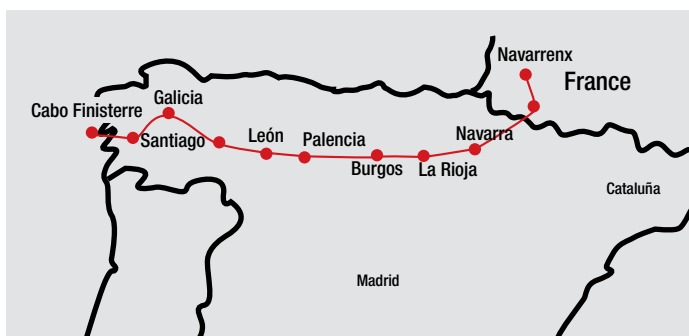 Navarrenx
France
Galicia
Cabo Finisterre
Santiago
León
Palencia
Navarra
Burgos
La Rioja
Cataluña
Madrid